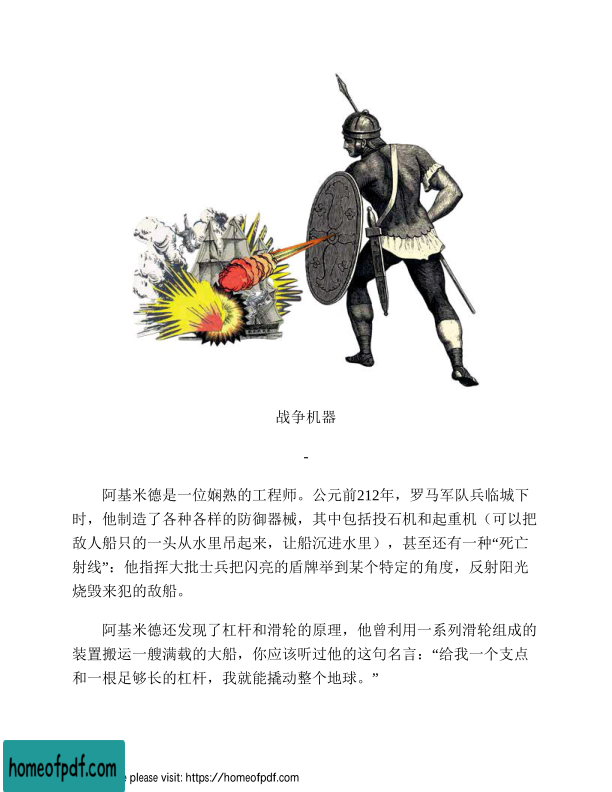 战争机器
-
阿基米德是一位娴熟的工程师。公元前212年，罗马军队兵临城下
时，他制造了各种各样的防御器械，其中包括投石机和起重机（可以把
敌人船只的一头从水里吊起来，让船沉进水里），甚至还有一种“死亡
射线”：他指挥大批士兵把闪亮的盾牌举到某个特定的角度，反射阳光
烧毁来犯的敌船。
阿基米德还发现了杠杆和滑轮的原理，他曾利用一系列滑轮组成的
装置搬运一艘满载的大船，你应该听过他的这句名言：“给我一个支点
和一根足够长的杠杆，我就能撬动整个地球。”
homeofpdf.com
please visit: https://homeofpdf.com